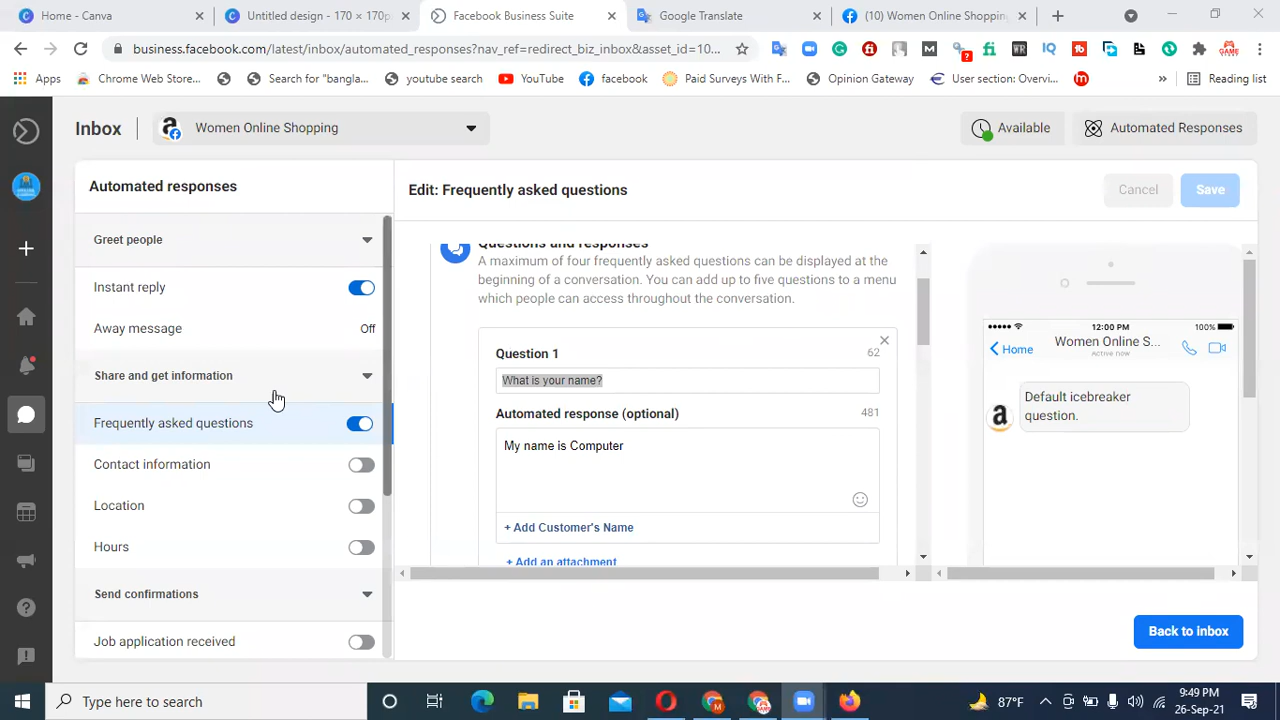 Home - Canva
Untitled design - 170 × 170p
Facebook Business Suite
Google Translate
(10) Women Online Shopping
business.facebook.com/latest/inbox/automated_responses?nav_ref=redirect_biz_inbox&asset_id=10...
Apps
Chrome Web Store...
Search for "bangla...
youtube search
YouTube
facebook
Paid Surveys With F...
Opinion Gateway
User section: Overvi...
»
Reading list
Inbox
Women Online Shopping
Available
Automated Responses
Automated responses
Greet people
Instant reply
Away message
Off
Share and get information
Frequently asked questions
Contact information
Location
Hours
Send confirmations
Job application received
Edit: Frequently asked questions
Cancel
Save
Questions and responses
A maximum of four frequently asked questions can be displayed at the
beginning of a conversation. You can add up to five questions to a menu
which people can access throughout the conversation.
Question 1
62
What is your name?
Automated response (optional)
481
My name is Computer
+ Add Customer's Name
+ Add an attachment
12:00 PM
100%
Home
Women Online S...
Active now
Default icebreaker
question.
Back to inbox
Type here to search
87°F
9:49 PM
26-Sep-21